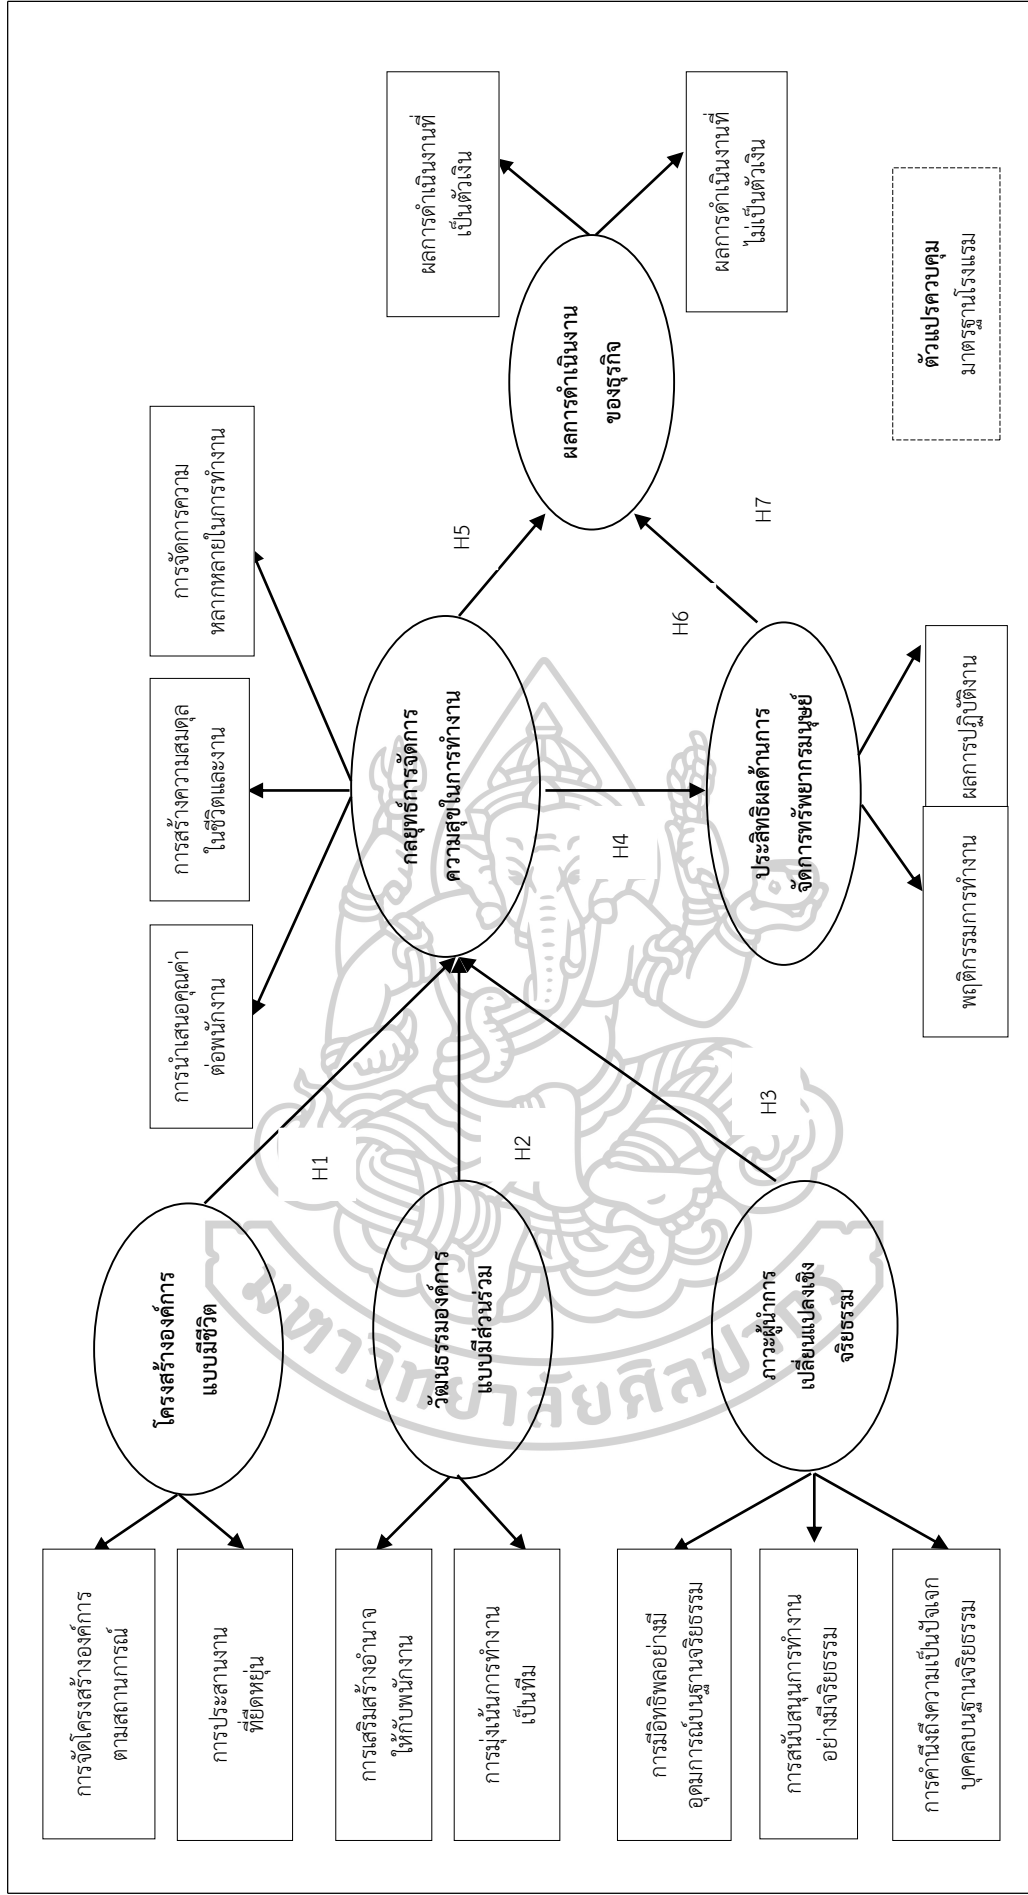 การจัดโครงสร้างองค์การ
ตามสถานการณ์
การประสานงาน
ที่ยืดหยุ่น
การเสริมสร้างอำนาจ
ให้กับพนักงาน
การมุ่งเน้นการทำงาน
เป็นทีม
การมีอิทธิพลอย่างมี
อุดมการณ์บนฐานจริยธรรม
การสนับสนุนการทำงาน
อย่างมีจริยธรรม
การคำนึงถึงความเป็นปัจเจก
บุคคลบนฐานจริยธรรม
โครงสร้างองค์การ
แบบมีชีวิต
วัฒนธรรมองค์การ
แบบมีส่วนร่วม
ภาวะผู้นำการ
เปลี่ยนแปลงเชิง
จริยธรรม
H1
H2
H3
การนำเสนอคุณค่า
ต่อพนักงาน
การสร้างความสมดุล
ในชีวิตและงาน
การจัดการความ
หลากหลายในการทำงาน
กลยุทธ์การจัดการ
ความสุขในการทำงาน
H4
ประสิทธิผลด้านการ
จัดการทรัพยากรมนุษย์
พฤติกรรมการทำงาน
ผลการปฏิบัติงาน
H5
H6
H7
ผลการดำเนินงาน
ของธุรกิจ
ผลการดำเนินงานที่
เป็นตัวเงิน
ผลการดำเนินงานที่
ไม่เป็นตัวเงิน
ตัวแปรควบคุม
มาตรฐานโรงแรม
มหาวิทยาลัยศิลปากร